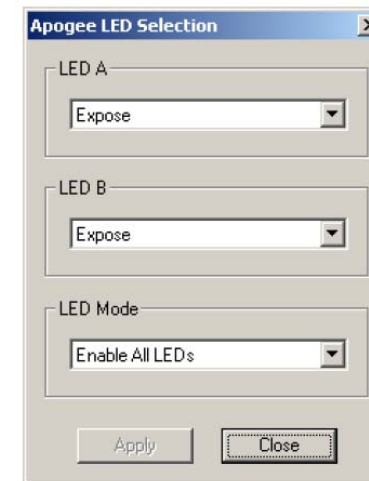 Apogee LED Selection
LED A
Expose
LED B
Expose
LED Mode
Enable All LEDs
Apply Close